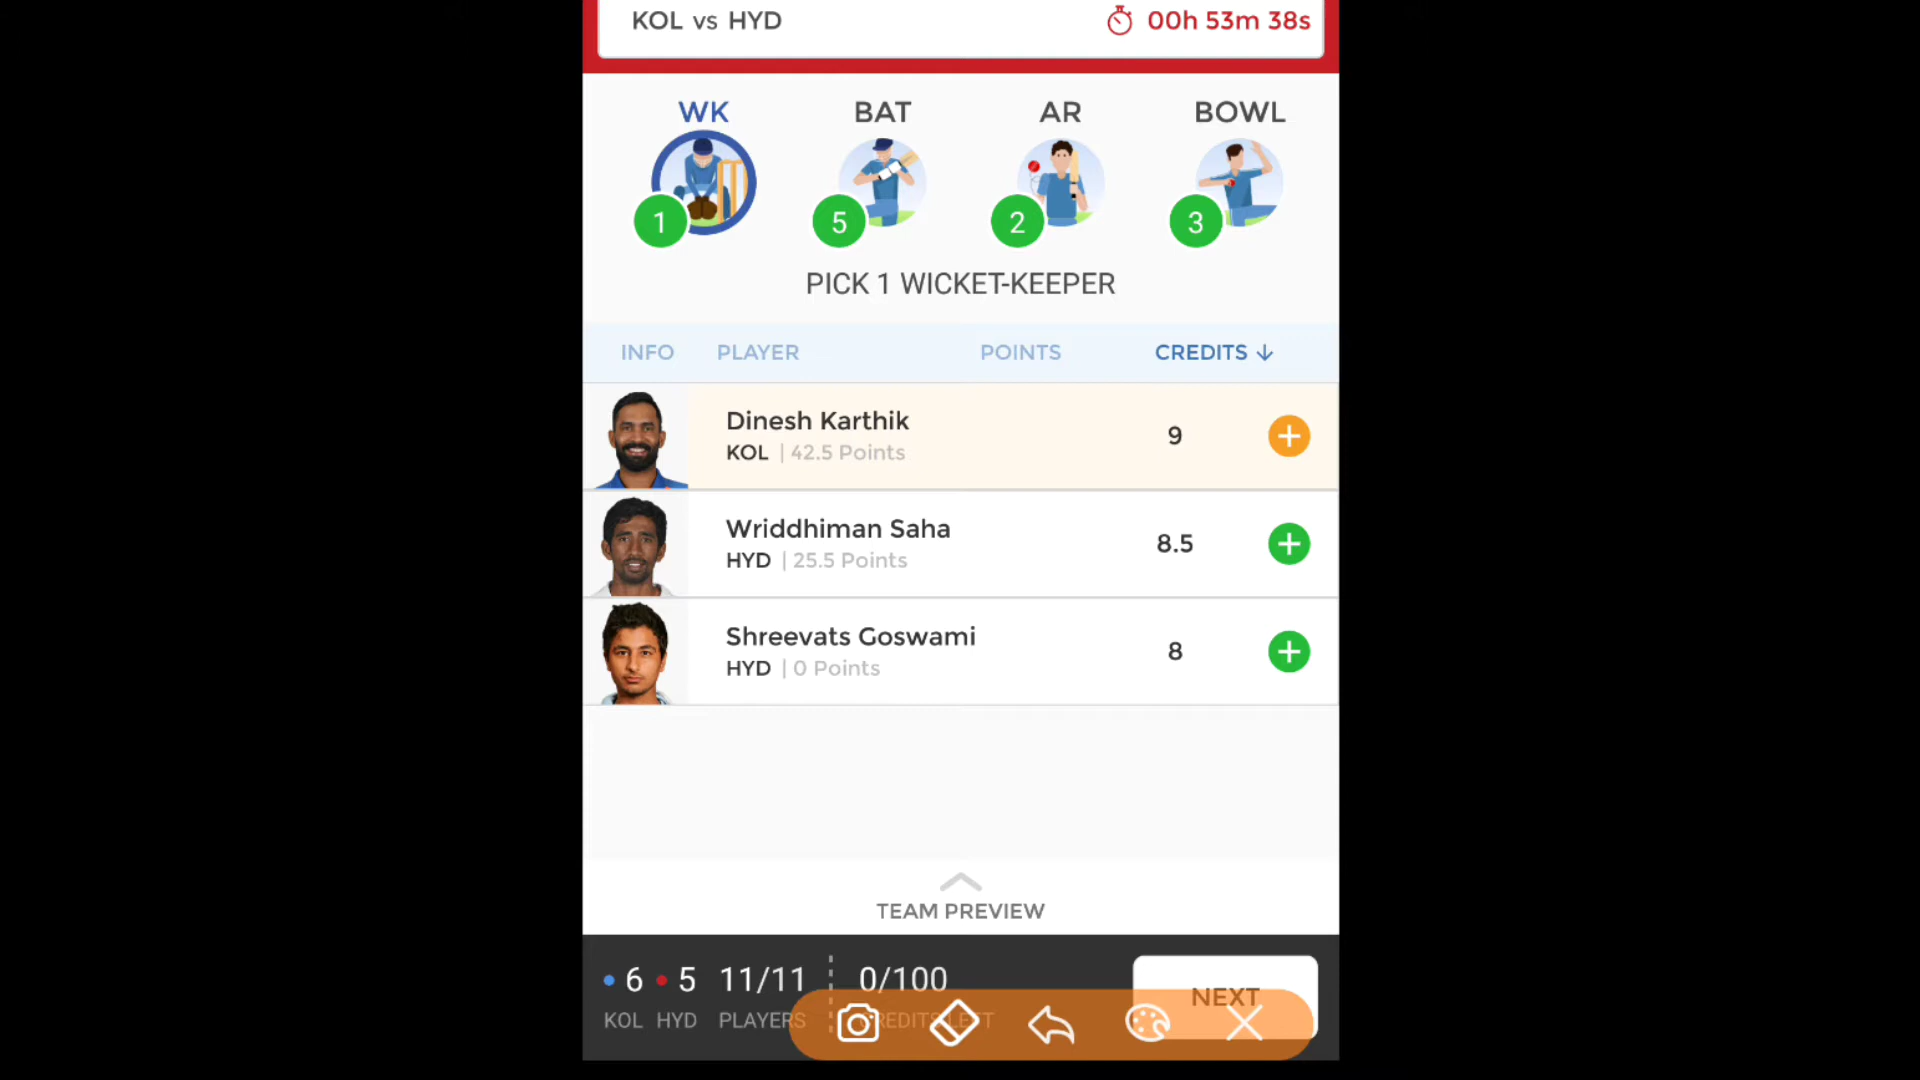 KOL vs HYD 00h 53m 38s
WK BAT AR BOWL
1 5 2 3
PICK 1 WICKET-KEEPER
INFO PLAYER POINTS CREDITS
Dinesh Karthik
KOL | 42.5 Points 9
Wriddhiman Saha
HYD | 25.5 Points 8.5
Shreevats Goswami
HYD | 0 Points 8
TEAM PREVIEW
6 5 11/11 0/100 NEXT
KOL HYD PLAYERS CREDITS LEFT